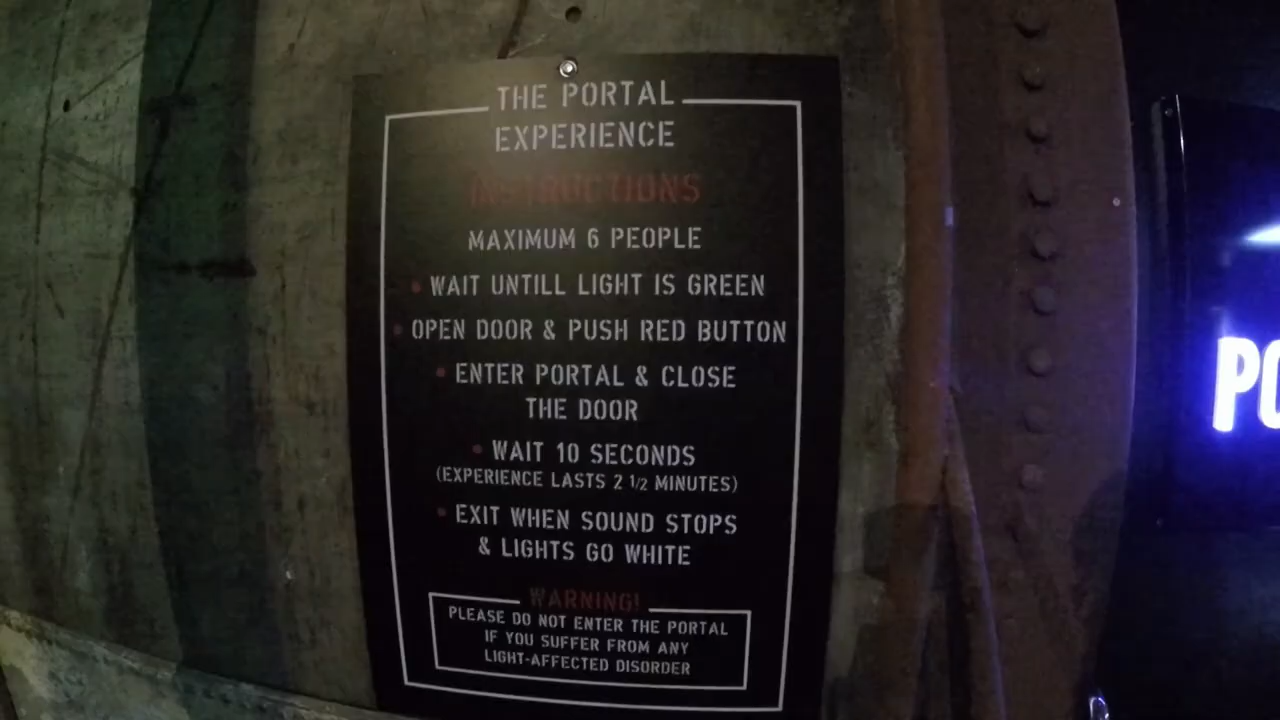 THE PORTAL
EXPERIENCE
INSTRUCTIONS
MAXIMUM 6 PEOPLE
• WAIT UNTILL LIGHT IS GREEN
• OPEN DOOR & PUSH RED BUTTON
• ENTER PORTAL & CLOSE
THE DOOR
• WAIT 10 SECONDS
(EXPERIENCE LASTS 2 1/2 MINUTES)
• EXIT WHEN SOUND STOPS
& LIGHTS GO WHITE
WARNING!
PLEASE DO NOT ENTER THE PORTAL
IF YOU SUFFER FROM ANY
LIGHT-AFFECTED DISORDER